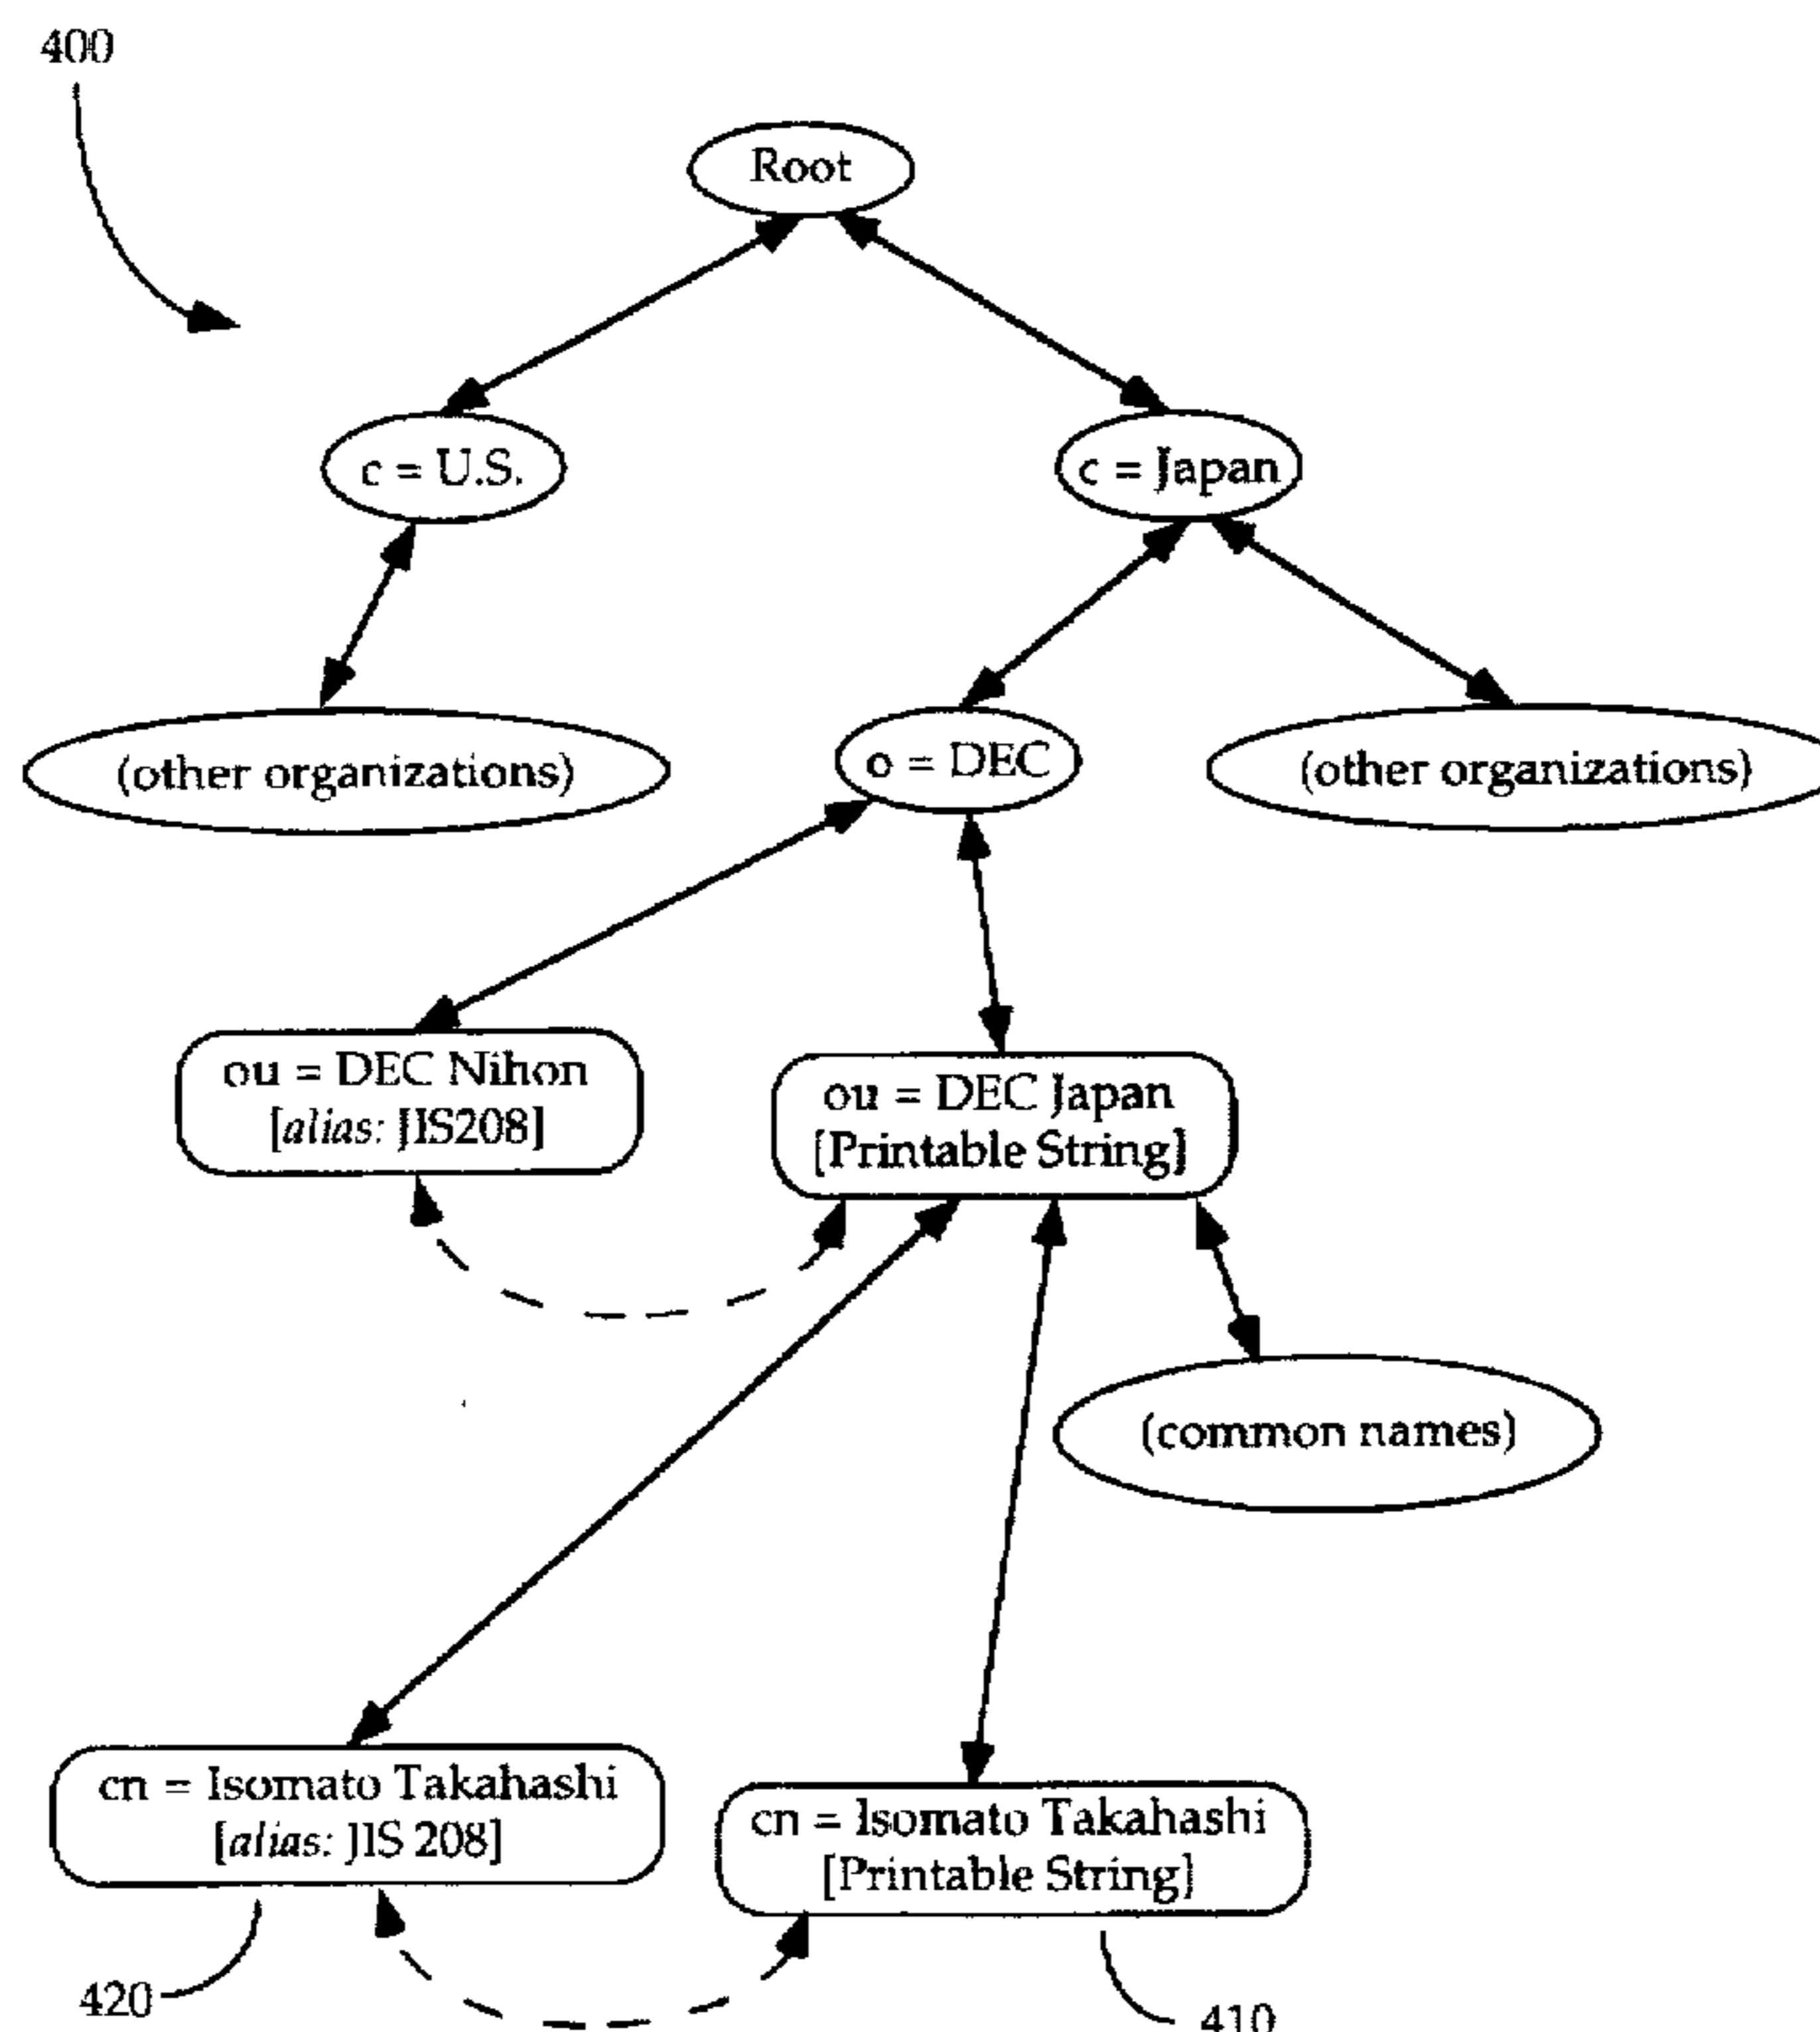 400
Root
c = U.S.
c = Japan
(other organizations)
o = DEC
(other organizations)
ou = DEC Nihon
[alias: JIS208]
ou = DEC Japan
[Printable String]
(common names)
cn = Isomato Takahashi
[alias: JIS 208]
cn = Isomato Takahashi
[Printable String]
420
410